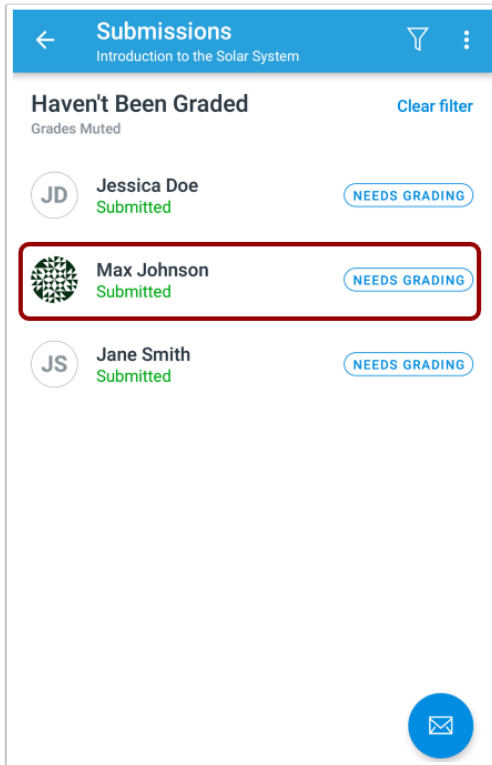 Submissions
Introduction to the Solar System
Haven't Been Graded
Clear filter
Grades Muted
JD
Jessica Doe
Submitted
NEEDS GRADING
Max Johnson
Submitted
NEEDS GRADING
JS
Jane Smith
Submitted
NEEDS GRADING